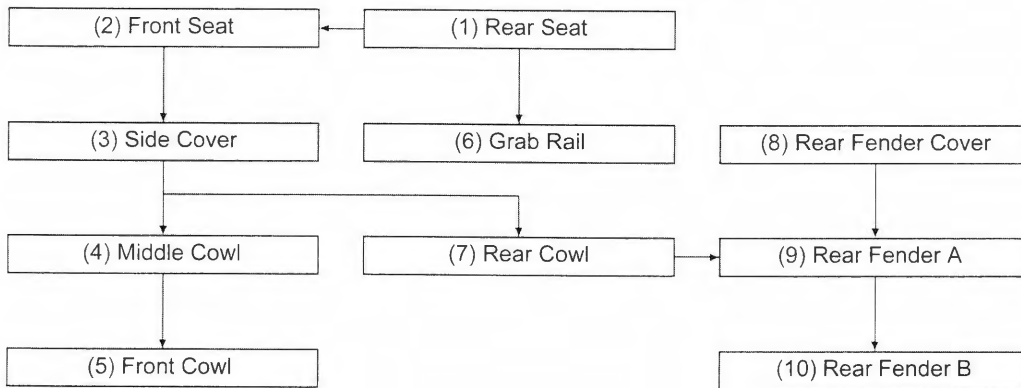 (2) Front Seat
(1) Rear Seat
(3) Side Cover
(6) Grab Rail
(8) Rear Fender Cover
(4) Middle Cowl
(7) Rear Cowl
(9) Rear Fender A
(5) Front Cowl
(10) Rear Fender B